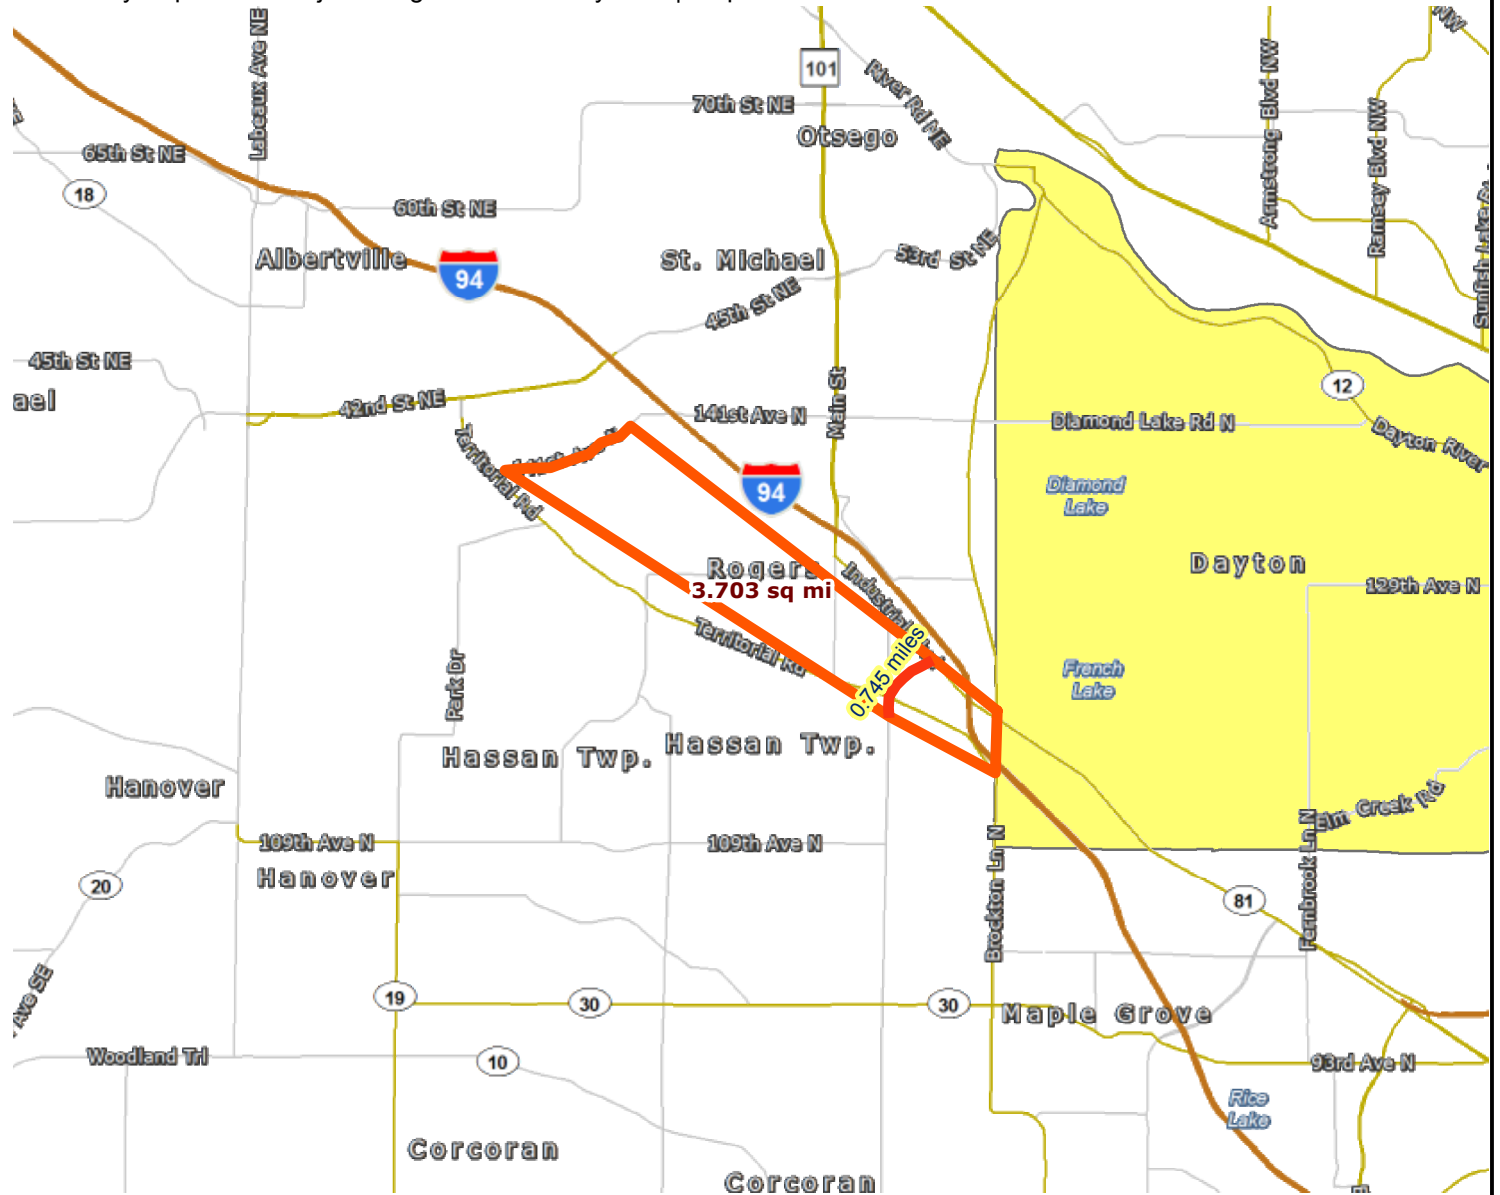 Labeaux Ave NE
101
River Rd NE
70th St NE
Otsego
Armstrong Blvd NW
Ramsey Blvd NW
NW
65th St NE
18
60th St NE
Albertville
94
St. Michael
53rd St NE
45th St NE
45th St NE
ael
42nd St NE
Main St
141st Ave N
Diamond Lake Rd N
12
Dayton River
Territorial Rd
94
Diamond
Lake
Rogers
3.703 sq mi
Industrial
Dayton
129th Ave N
Territorial Rd
0.745 miles
French
Lake
Park Dr
Hassan Twp.
Hassan Twp.
Hanover
Elm Creek Rd
109th Ave N
109th Ave N
Hanover
Brockton Ln N
Fernbrook Ln N
20
81
Ave SE
19
30
30
Maple Grove
Woodland Trl
10
93rd Ave N
Rice
Lake
Corcoran
Corcoran